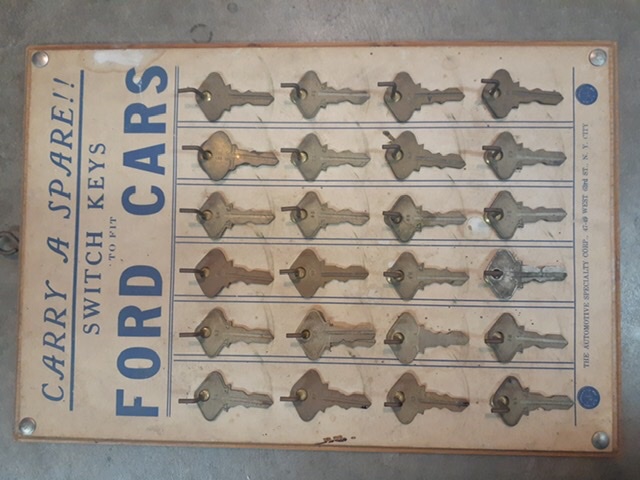 CARRY A SPARE!!
SWITCH KEYS
TO FIT
FORD CARS
THE AUTOMOTIVE SPECIALTY CORP. 47-49 WEST 63rd ST. N. Y. CITY